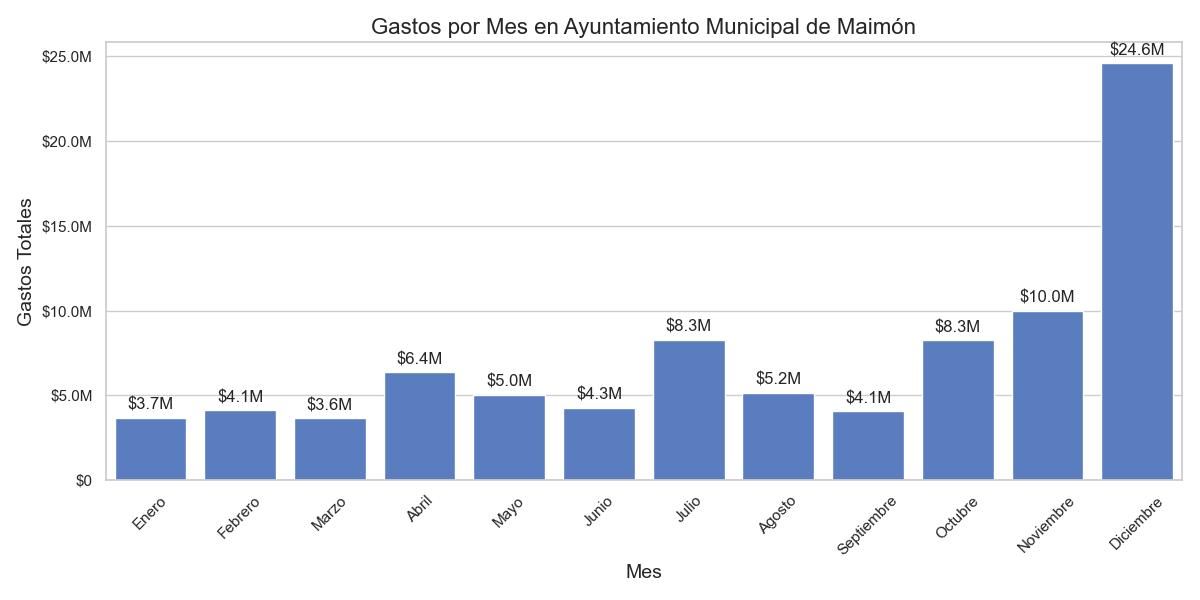 Gastos por Mes en Ayuntamiento Municipal de Maimón
Gastos Totales
$25.0M
$20.0M
$15.0M
$10.0M
$5.0M
$0
$3.7M
$4.1M
$3.6M
$6.4M
$5.0M
$4.3M
$8.3M
$5.2M
$4.1M
$8.3M
$10.0M
$24.6M
Enero
Febrero
Marzo
Abril
Mayo
Junio
Julio
Agosto
Septiembre
Octubre
Noviembre
Diciembre
Mes